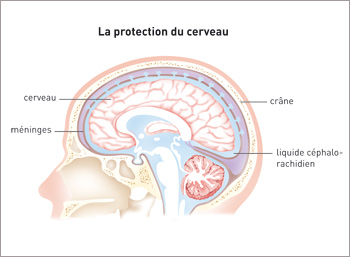 La protection du cerveau
cerveau
crâne
méninges
liquide céphalo-
rachidien